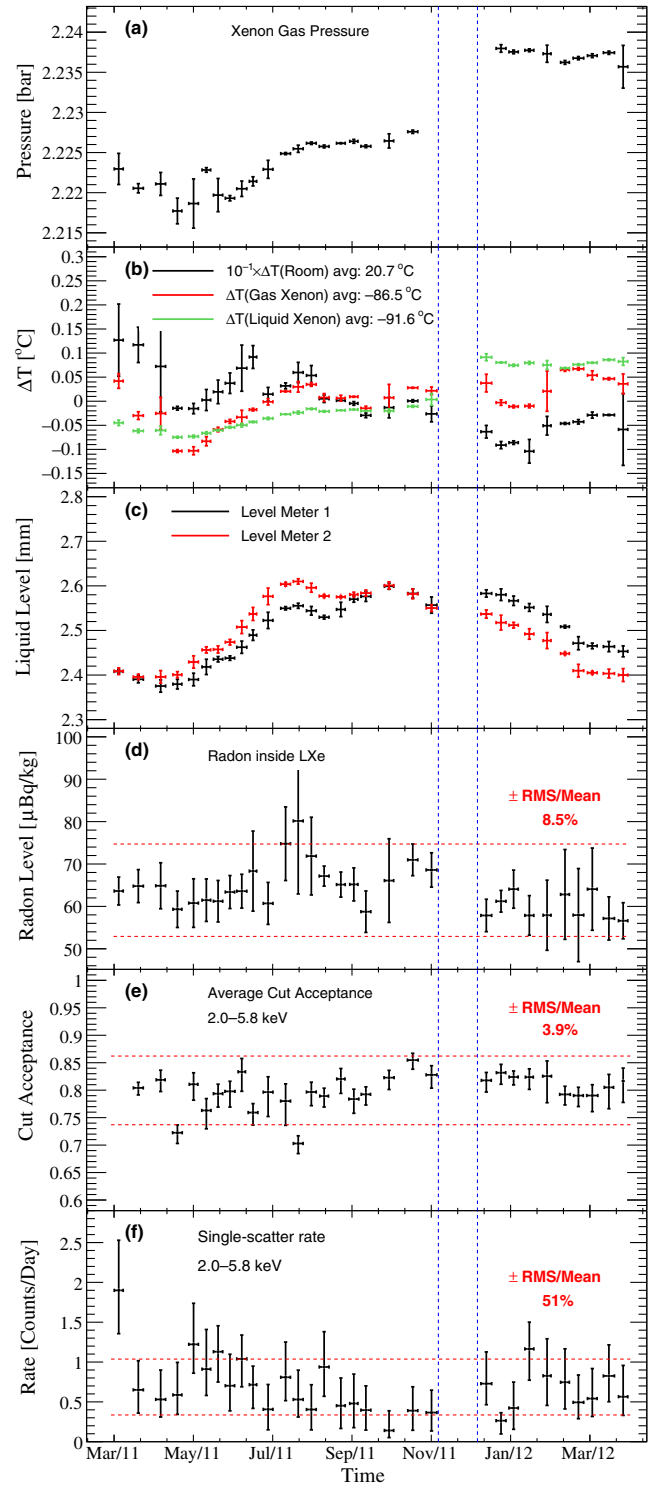 (a)
Xenon Gas Pressure
Pressure [bar]
2.24
2.235
2.23
2.225
2.22
2.215
(b)
10⁻¹×ΔT(Room) avg: 20.7 °C
ΔT(Gas Xenon) avg: −86.5 °C
ΔT(Liquid Xenon) avg: −91.6 °C
ΔT [°C]
0.3
0.25
0.2
0.15
0.1
0.05
0
−0.05
−0.1
−0.15
(c)
Level Meter 1
Level Meter 2
Liquid Level [mm]
2.8
2.7
2.6
2.5
2.4
2.3
(d)
Radon inside LXe
± RMS/Mean
8.5%
Radon Level [μBq/kg]
100
90
80
70
60
50
(e)
Average Cut Acceptance
2.0–5.8 keV
± RMS/Mean
3.9%
Cut Acceptance
1
0.95
0.9
0.85
0.8
0.75
0.7
0.65
0.6
(f)
Single-scatter rate
2.0–5.8 keV
± RMS/Mean
51%
Rate [Counts/Day]
2.5
2
1.5
1
0.5
0
Mar/11 May/11 Jul/11 Sep/11 Nov/11 Jan/12 Mar/12
Time